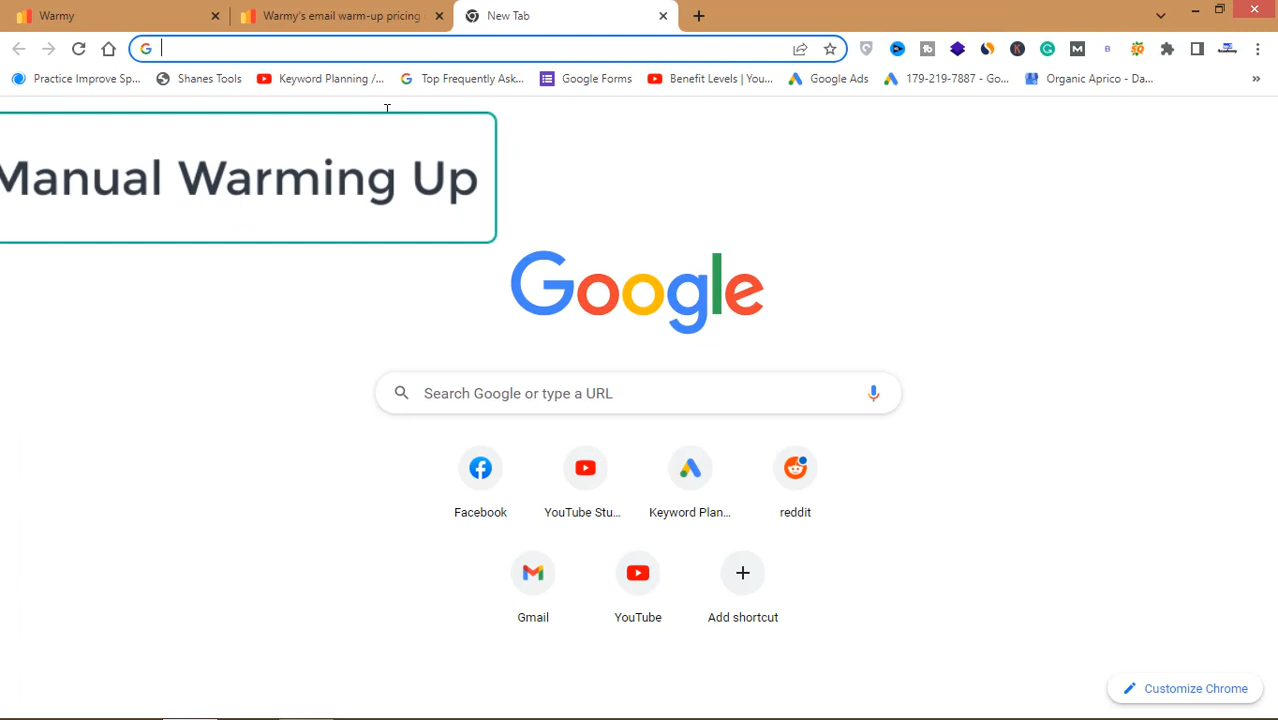 Warmy
Warmy's email warm-up pricing
New Tab
Practice Improve Sp...
Shanes Tools
Keyword Planning /...
Top Frequently Ask...
Google Forms
Benefit Levels | You...
Google Ads
179-219-7887 - Go...
Organic Aprico - Da...
Manual Warming Up
Google
Search Google or type a URL
Facebook
YouTube Stu...
Keyword Plan...
reddit
Gmail
YouTube
Add shortcut
Customize Chrome